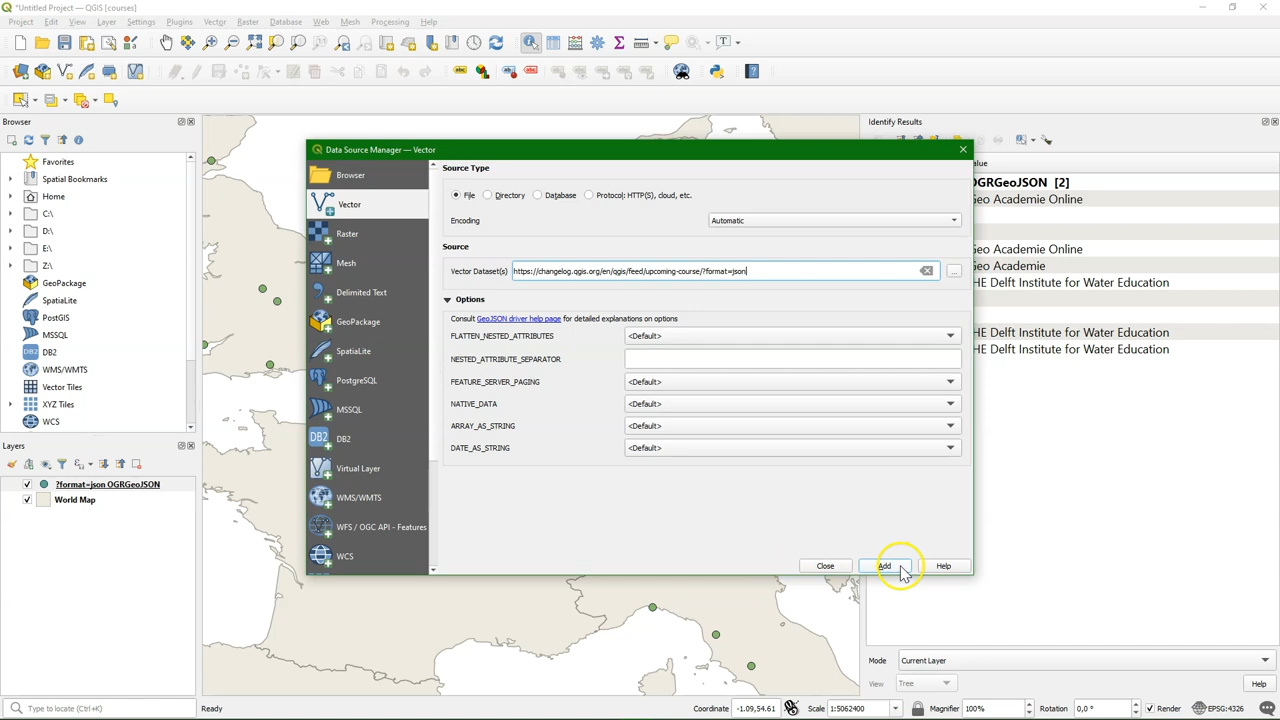 *Untitled Project — QGIS [courses]
Project Edit View Layer Settings Plugins Vector Raster Database Web Mesh Processing Help
Browser
Favorites
Spatial Bookmarks
Home
C:\
D:\
E:\
Z:\
GeoPackage
SpatiaLite
PostGIS
MSSQL
DB2
WMS/WMTS
Vector Tiles
XYZ Tiles
WCS
Layers
?format=json OGRGeoJSON
World Map
Data Source Manager — Vector
Browser
Vector
Raster
Mesh
Delimited Text
GeoPackage
SpatiaLite
PostgreSQL
MSSQL
DB2
Virtual Layer
WMS/WMTS
WFS / OGC API - Features
WCS
Source Type
File Directory Database Protocol: HTTP(S), cloud, etc.
Encoding Automatic
Source
Vector Dataset(s) https://changelog.qgis.org/en/qgis/feed/upcoming-course/?format=json
Options
Consult GeoJSON driver help page for detailed explanations on options
FLATTEN_NESTED_ATTRIBUTES <Default>
NESTED_ATTRIBUTE_SEPARATOR
FEATURE_SERVER_PAGING <Default>
NATIVE_DATA <Default>
ARRAY_AS_STRING <Default>
DATE_AS_STRING <Default>
Close Add Help
Identify Results
alue
OGRGeoJSON [2]
Geo Academie Online
Geo Academie Online
Geo Academie
HE Delft Institute for Water Education
HE Delft Institute for Water Education
HE Delft Institute for Water Education
Mode Current Layer
View Tree Help
Type to locate (Ctrl+K) Ready Coordinate -1.09,54.61 Scale 1:5062400 Magnifier 100% Rotation 0,0 ° Render EPSG:4326